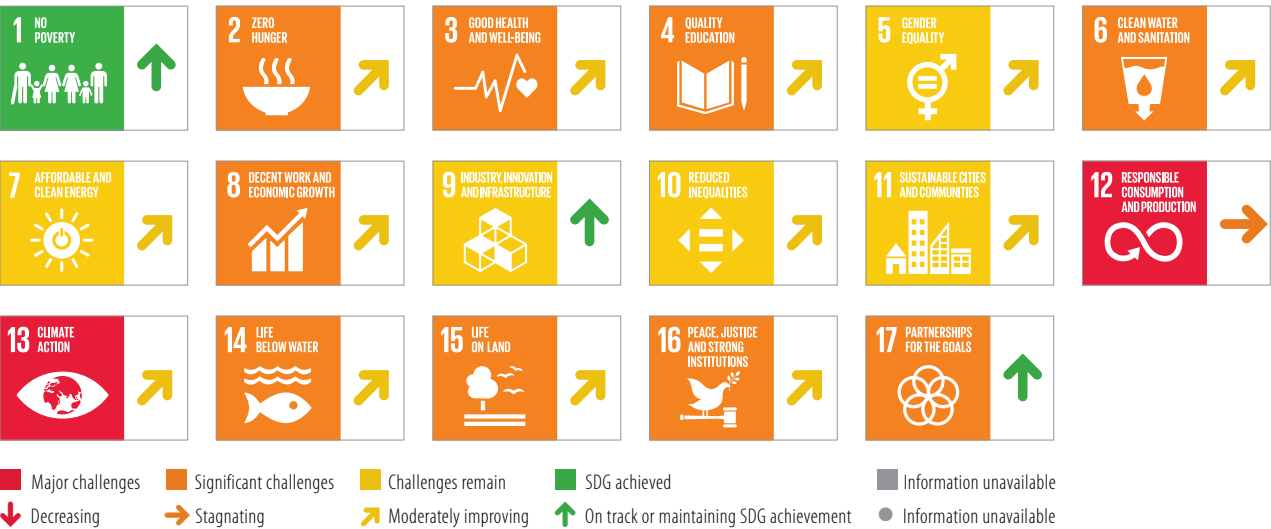 1 NO
POVERTY
2 ZERO
HUNGER
3 GOOD HEALTH
AND WELL-BEING
4 QUALITY
EDUCATION
5 GENDER
EQUALITY
6 CLEAN WATER
AND SANITATION
7 AFFORDABLE AND
CLEAN ENERGY
8 DECENT WORK AND
ECONOMIC GROWTH
9 INDUSTRY, INNOVATION
AND INFRASTRUCTURE
10 REDUCED
INEQUALITIES
11 SUSTAINABLE CITIES
AND COMMUNITIES
12 RESPONSIBLE
CONSUMPTION
AND PRODUCTION
13 CLIMATE
ACTION
14 LIFE
BELOW WATER
15 LIFE
ON LAND
16 PEACE, JUSTICE
AND STRONG
INSTITUTIONS
17 PARTNERSHIPS
FOR THE GOALS
Major challenges
Significant challenges
Challenges remain
SDG achieved
Information unavailable
Decreasing
Stagnating
Moderately improving
On track or maintaining SDG achievement
Information unavailable